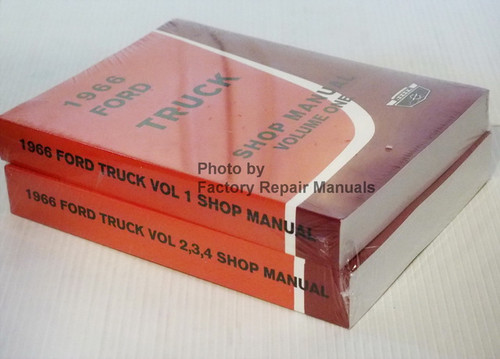 1966
FORD
TRUCK
SHOP MANUAL
VOLUME ONE
1966 FORD TRUCK VOL 1 SHOP MANUAL
1966 FORD TRUCK VOL 2,3,4 SHOP MANUAL
Photo by
Factory Repair Manuals